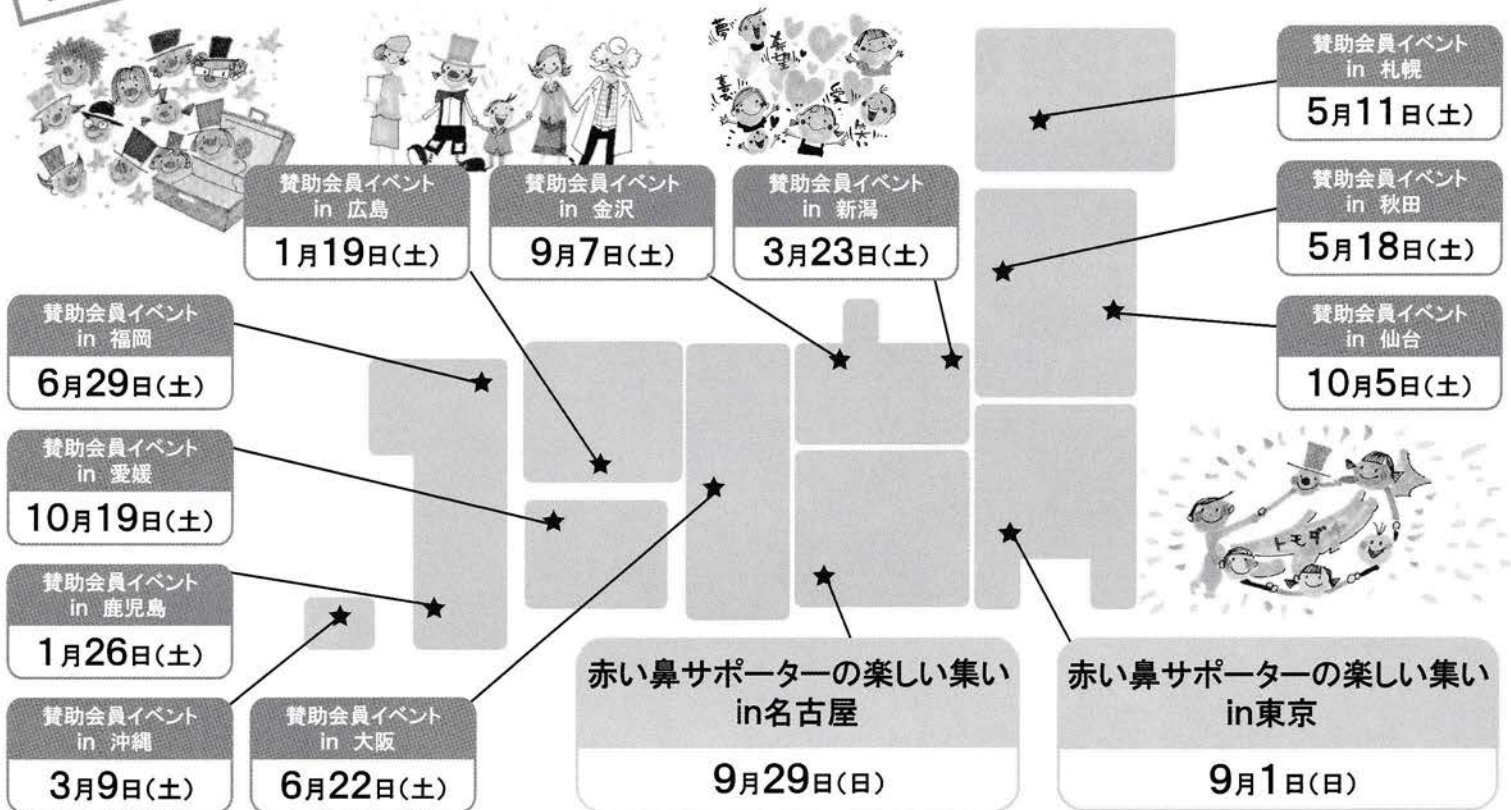 夢
希望
喜
愛
笑
賛助会員イベント
in 札幌
5月11日(土)
賛助会員イベント
in 広島
1月19日(土)
賛助会員イベント
in 金沢
9月7日(土)
賛助会員イベント
in 新潟
3月23日(土)
賛助会員イベント
in 秋田
5月18日(土)
賛助会員イベント
in 福岡
6月29日(土)
賛助会員イベント
in 仙台
10月5日(土)
賛助会員イベント
in 愛媛
10月19日(土)
トモダチ
賛助会員イベント
in 鹿児島
1月26日(土)
賛助会員イベント
in 沖縄
3月9日(土)
賛助会員イベント
in 大阪
6月22日(土)
赤い鼻サポーターの楽しい集い
in名古屋
9月29日(日)
赤い鼻サポーターの楽しい集い
in東京
9月1日(日)